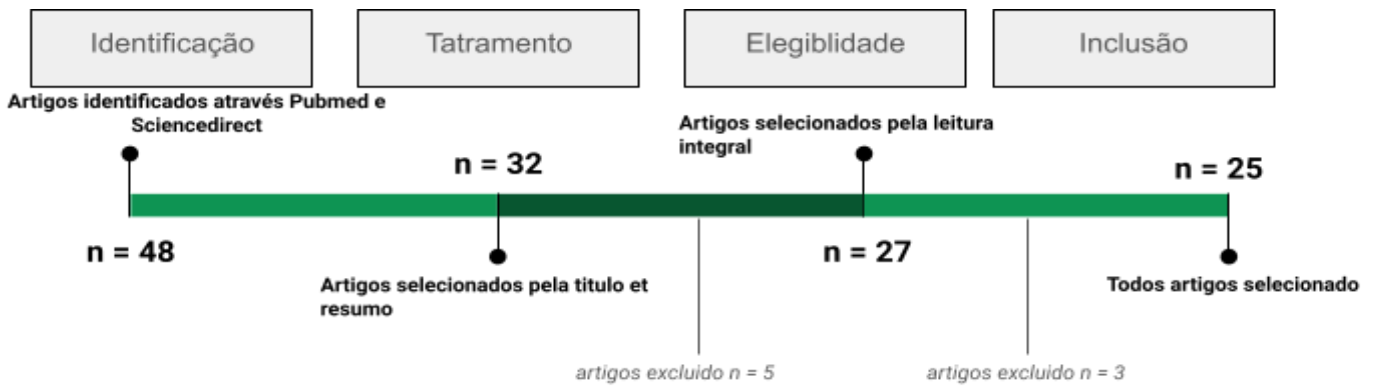 Identificação
Tatramento
Elegiblidade
Inclusão
Artigos identificados através Pubmed e
Sciencedirect
n = 48
n = 32
Artigos selecionados pela titulo et
resumo
artigos excluido n = 5
Artigos selecionados pela leitura
integral
n = 27
artigos excluido n = 3
n = 25
Todos artigos selecionado